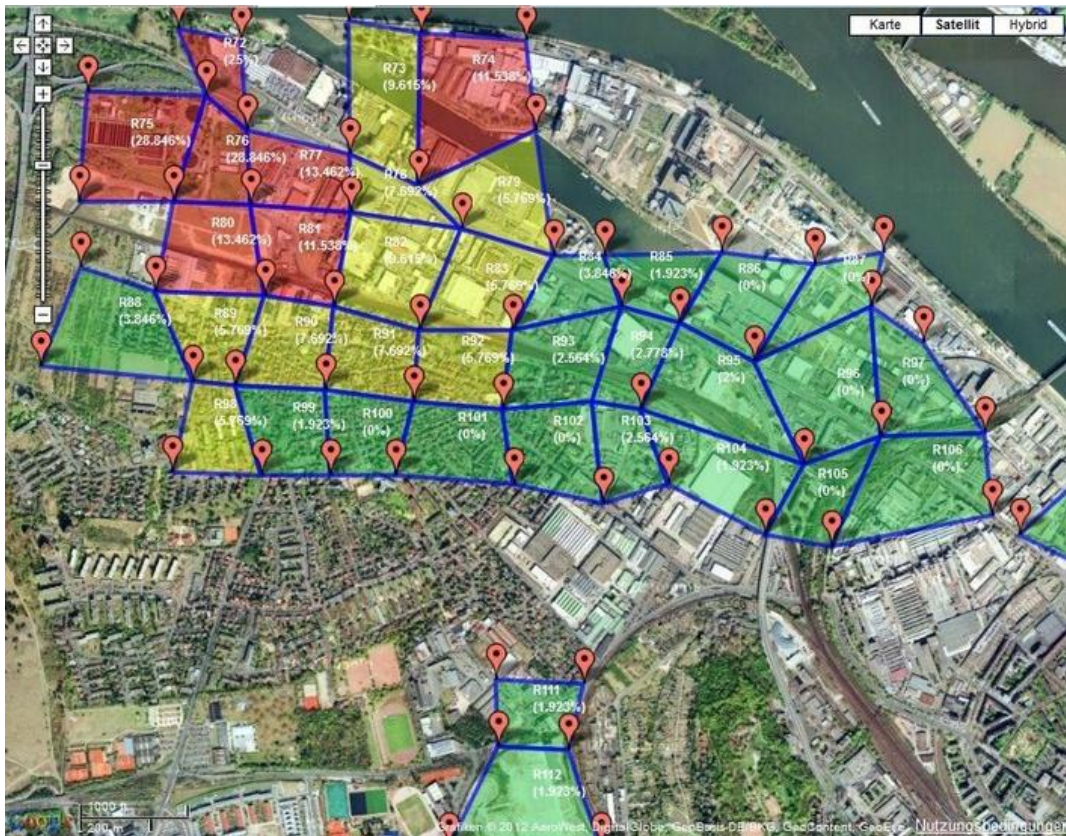 Karte Satellit Hybrid
R72
(25%)
R73
(9.615%)
R74
(11.538%)
R75
(28.846%)
R76
(28.846%)
R77
(13.462%)
R78
(7.692%)
R79
(5.769%)
R80
(13.462%)
R81
(11.538%)
R82
(9.615%)
R83
(5.769%)
R84
(3.846%)
R85
(1.923%)
R86
(0%)
R87
(0%)
R88
(3.846%)
R89
(5.769%)
R90
(7.692%)
R91
(7.692%)
R92
(5.769%)
R93
(2.564%)
R94
(2.778%)
R95
(2%)
R96
(0%)
R97
(0%)
R98
(5.769%)
R99
(1.923%)
R100
(0%)
R101
(0%)
R102
(0%)
R103
(2.564%)
R104
(1.923%)
R105
(0%)
R106
(0%)
R111
(1.923%)
R112
(1.923%)
1000 ft
200 m
Grafiken © 2012 AeroWest, DigitalGlobe, GeoBasis-DE/BKG, GeoContent, GeoEye, Nutzungsbedingungen